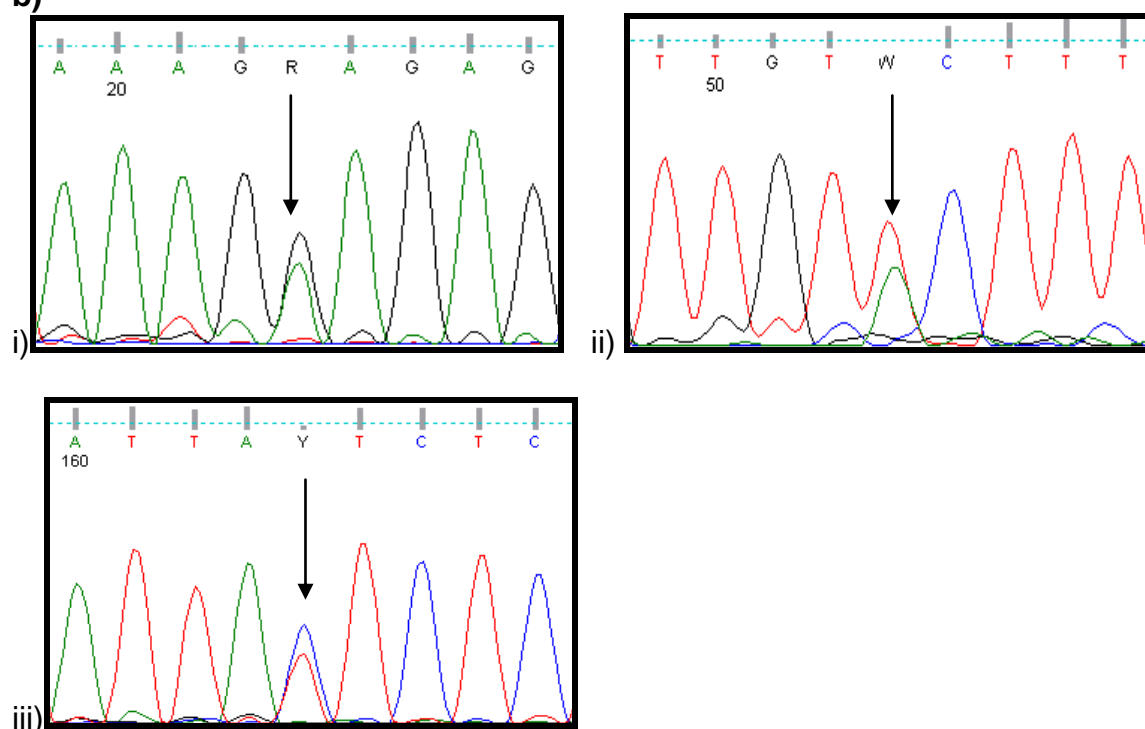 b)
A A A G R A G A G
20
i)
T T G T W C T T T
50
ii)
A T T A Y T C T C
160
iii)